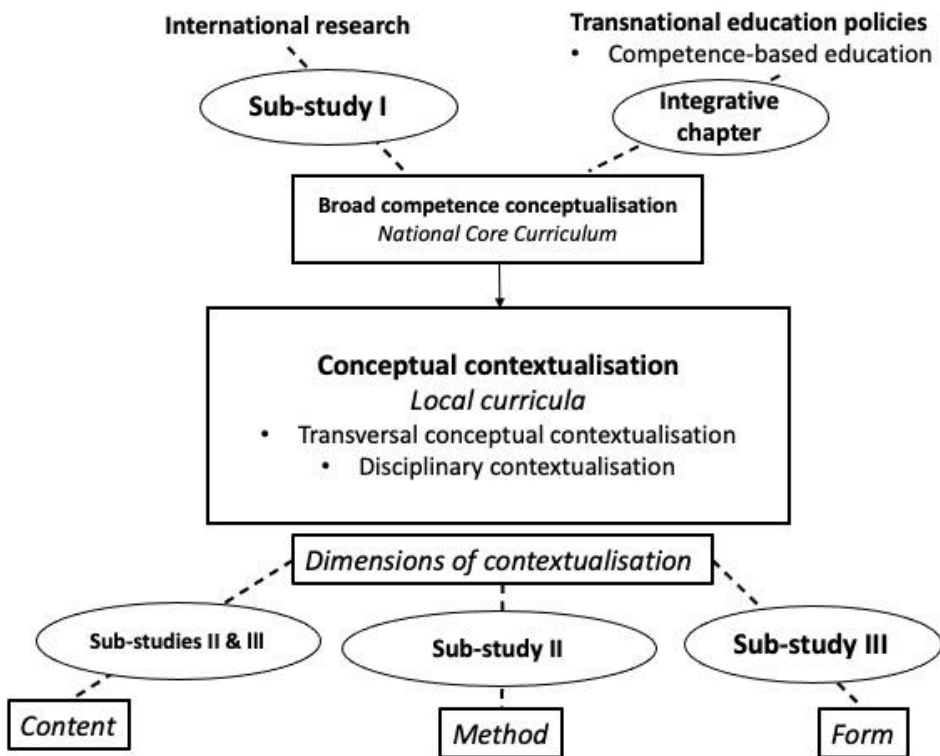 International research
Transnational education policies
• Competence-based education
Sub-study I
Integrative
chapter
Broad competence conceptualisation
National Core Curriculum
Conceptual contextualisation
Local curricula
• Transversal conceptual contextualisation
• Disciplinary contextualisation
Dimensions of contextualisation
Sub-studies II & III
Sub-study II
Sub-study III
Content
Method
Form